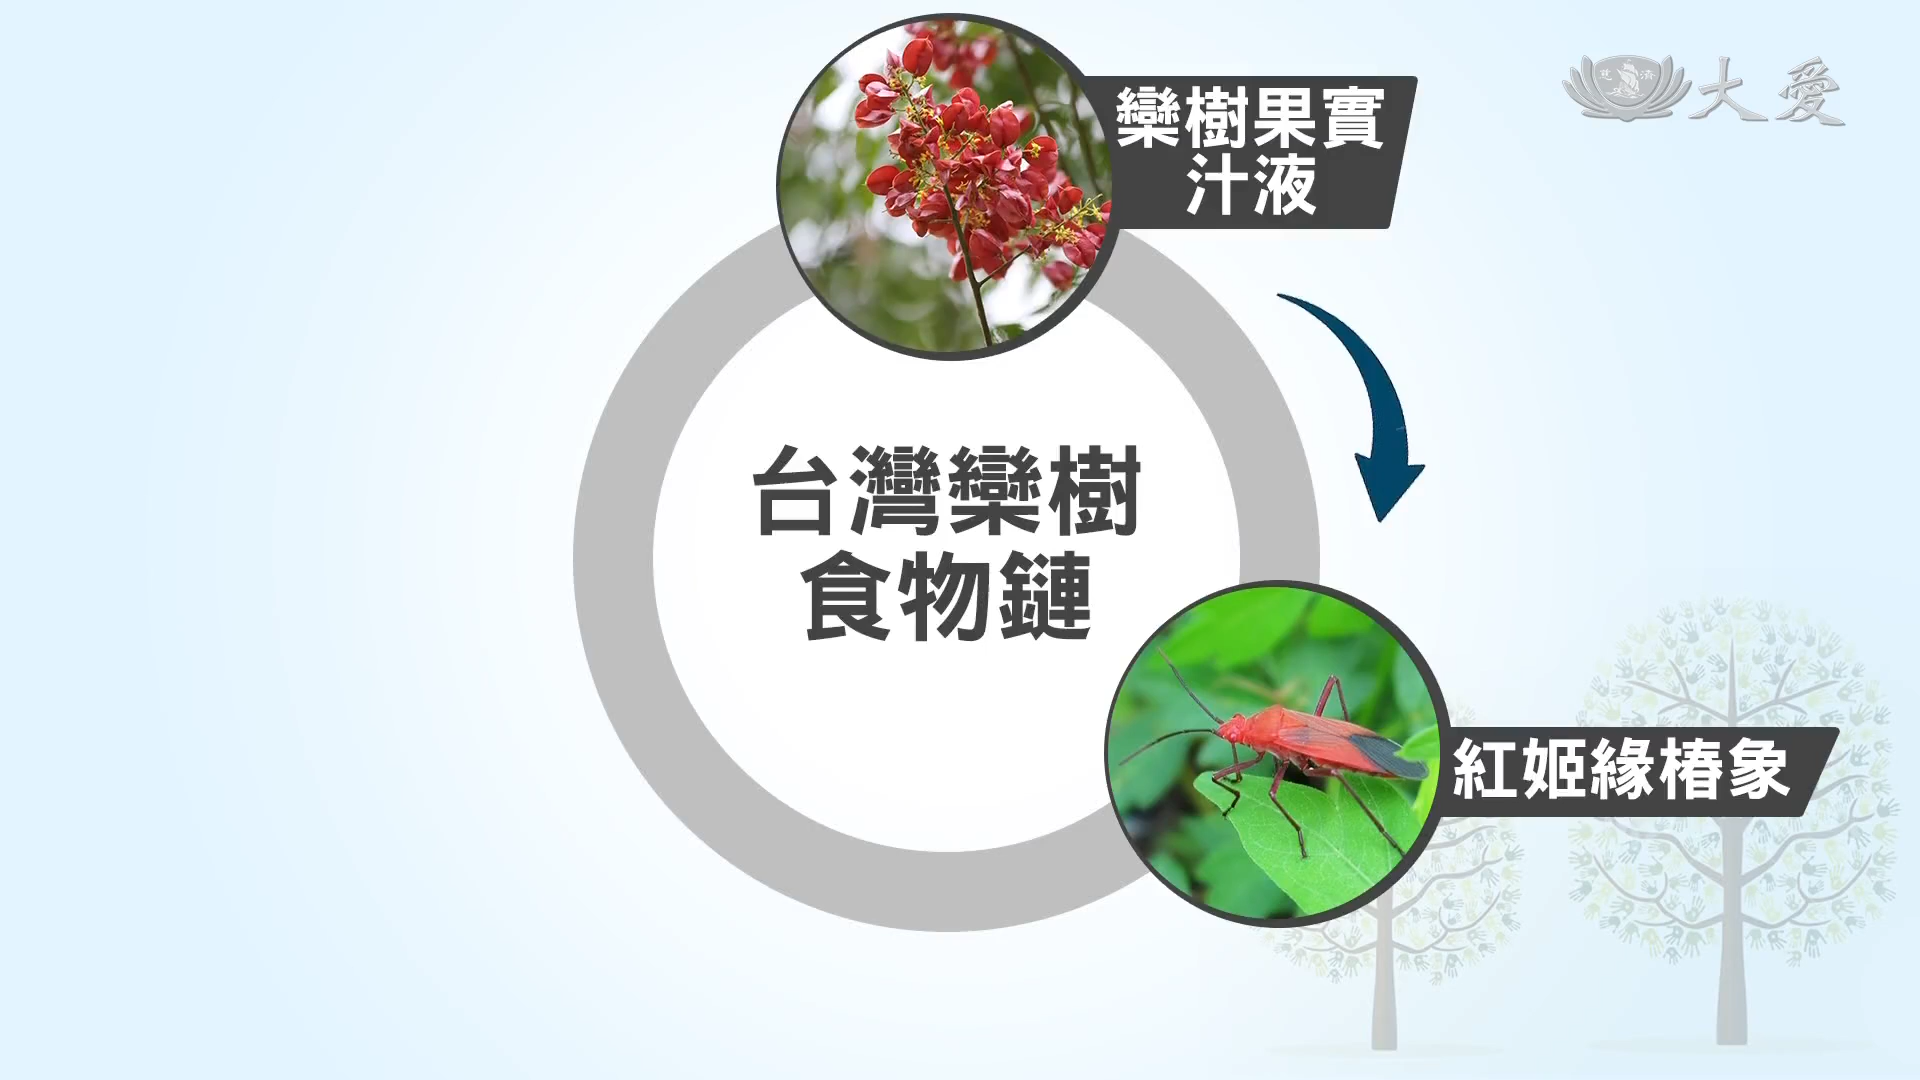 大愛
欒樹果實
汁液
台灣欒樹
食物鏈
紅姬緣椿象